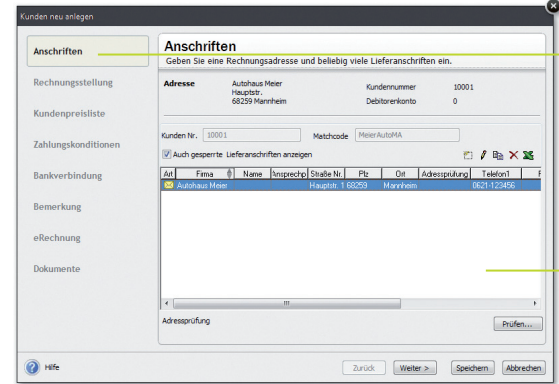 Kunden neu anlegen
Anschriften
Rechnungsstellung
Kundenpreisliste
Zahlungskonditionen
Bankverbindung
Bemerkung
eRechnung
Dokumente
Anschriften
Geben Sie eine Rechnungsadresse und beliebig viele Lieferanschriften ein.
Adresse Autohaus Meier Kundennummer 10001
Hauptstr.
68259 Mannheim Debitorenkonto 0
Kunden Nr. 10001 Matchcode MeierAutoMA
Auch gesperrte Lieferanschriften anzeigen
Art Firma Name Ansprechp Straße Nr. Plz Ort Adressprüfung Telefon1
Autohaus Meier Hauptstr. 1 68259 Mannheim 0621-123456
Adressprüfung Prüfen...
Hilfe Zurück Weiter > Speichern Abbrechen